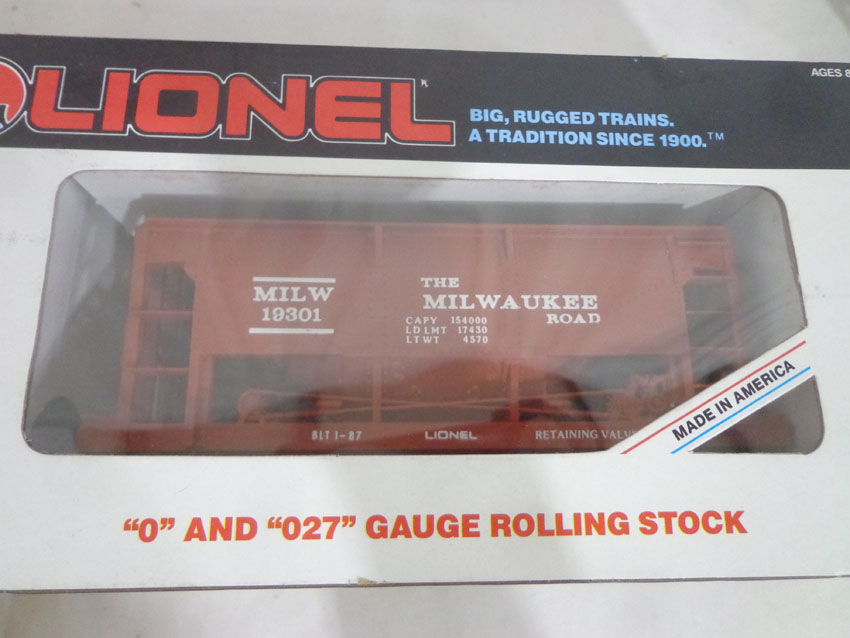 LIONEL
AGES 8
BIG, RUGGED TRAINS.
A TRADITION SINCE 1900.™
MILW
19301
THE
MILWAUKEE
ROAD
CAPY 154000
LD LMT 17430
LT WT 4570
BLT 1-87
LIONEL
RETAINING VALVE
MADE IN AMERICA
"O" AND "027" GAUGE ROLLING STOCK